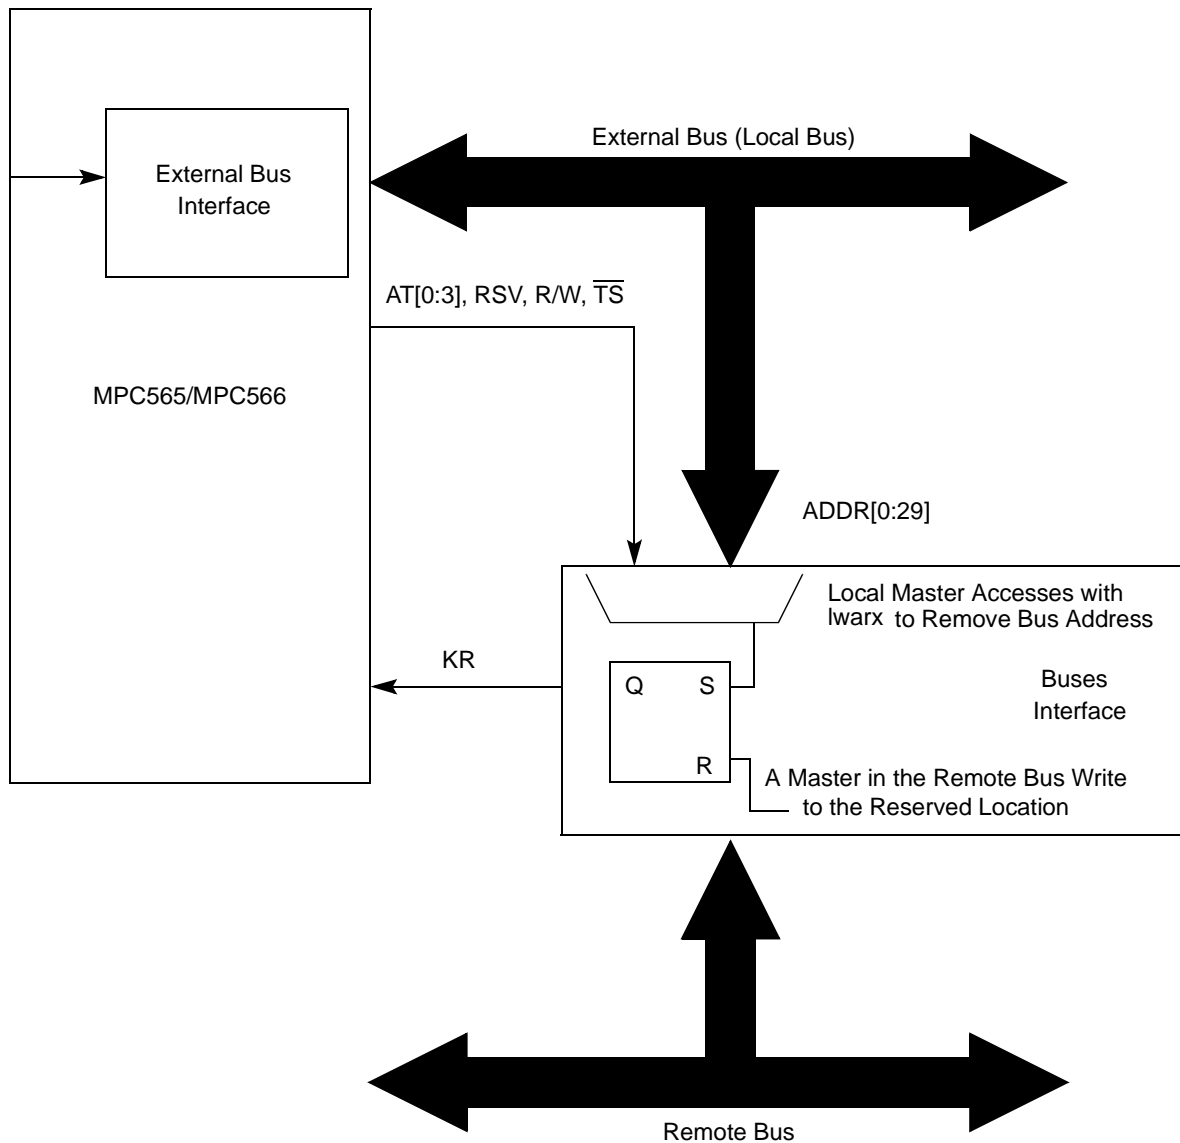 External Bus (Local Bus)
External Bus
Interface
AT[0:3], RSV, R/W, T̅S̅
MPC565/MPC566
ADDR[0:29]
Local Master Accesses with
lwarx to Remove Bus Address
KR
Q S
Buses
Interface
R
A Master in the Remote Bus Write
to the Reserved Location
Remote Bus